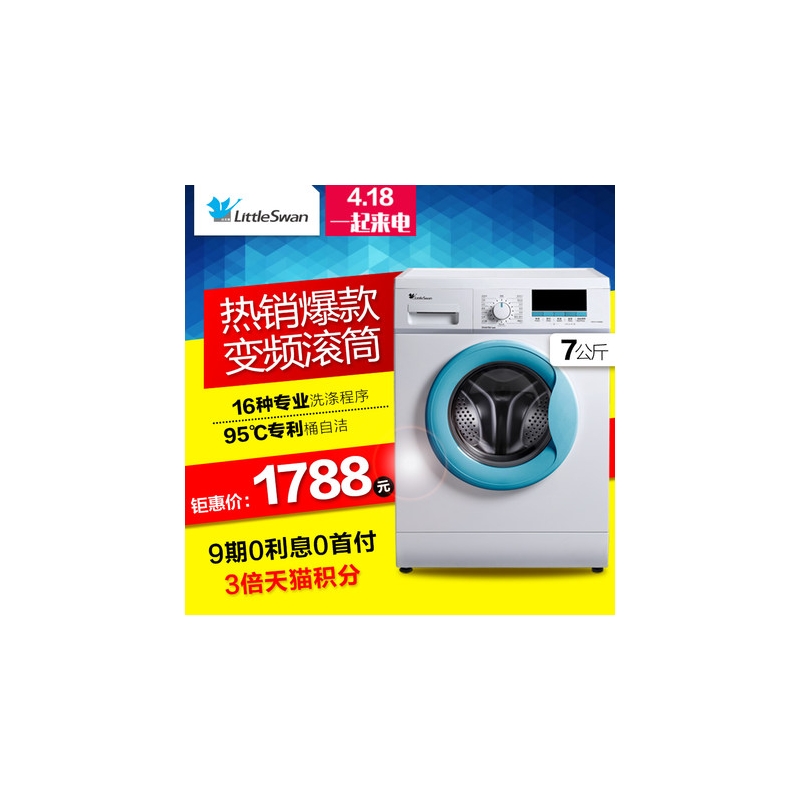 LittleSwan
4.18
一起来电
热销爆款
变频滚筒
LittleSwan
7公斤
16种专业洗涤程序
95℃专利桶自洁
钜惠价:1788元
9期0利息0首付
3倍天猫积分